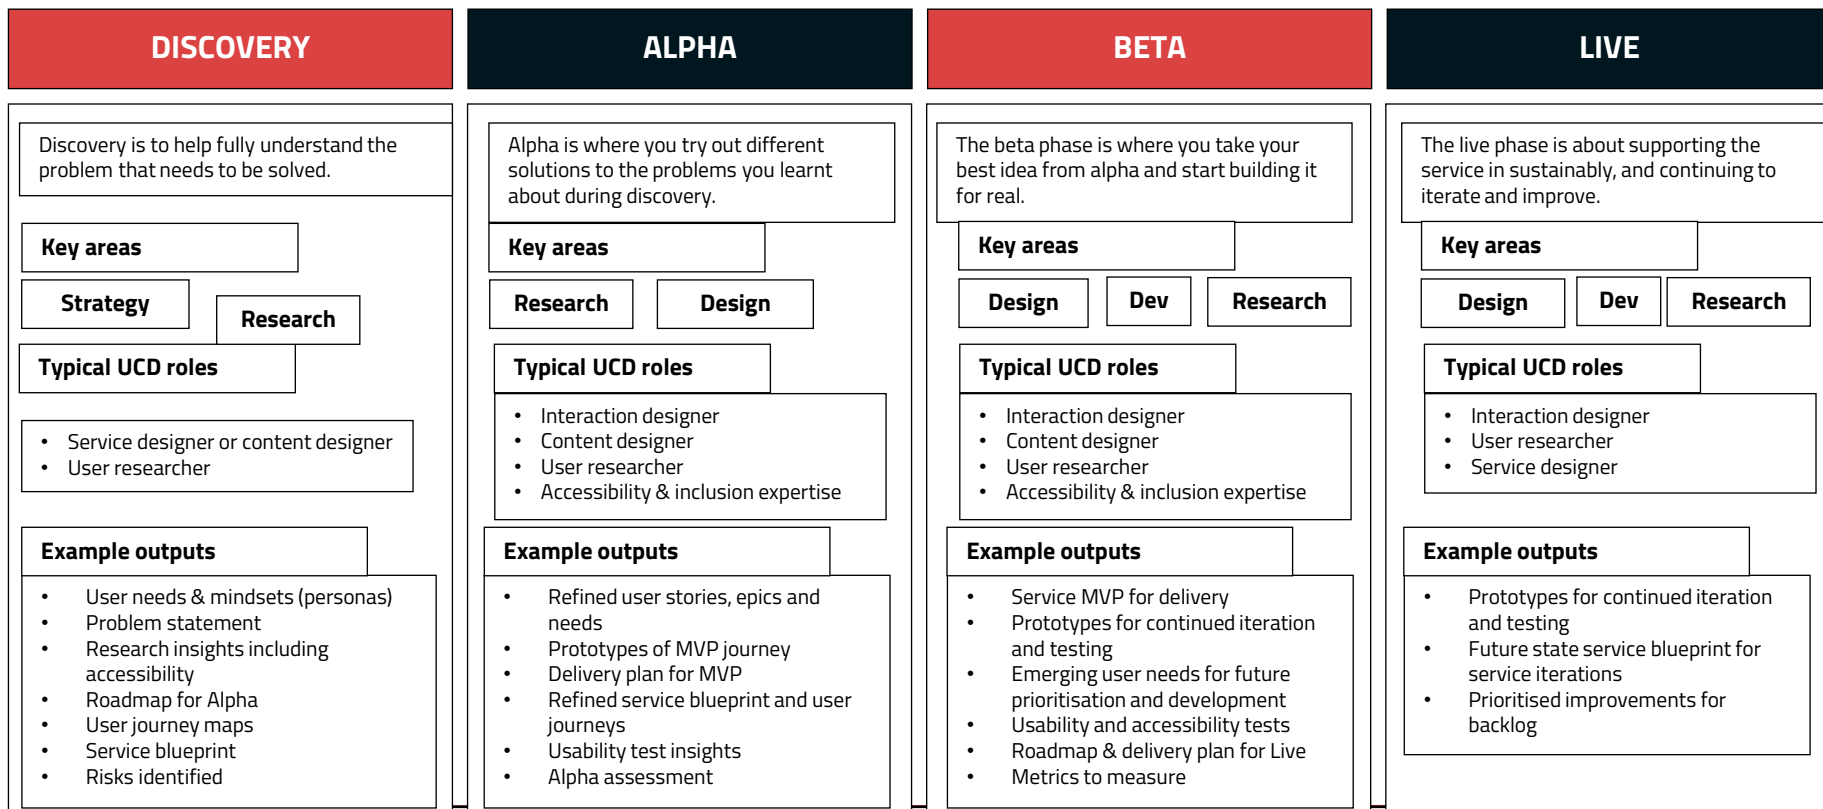 DISCOVERY
Discovery is to help fully understand the
problem that needs to be solved.
Key areas
Strategy
Research
Typical UCD roles
• Service designer or content designer
• User researcher
Example outputs
• User needs & mindsets (personas)
• Problem statement
• Research insights including
accessibility
• Roadmap for Alpha
• User journey maps
• Service blueprint
• Risks identified
ALPHA
Alpha is where you try out different
solutions to the problems you learnt
about during discovery.
Key areas
Research
Design
Typical UCD roles
• Interaction designer
• Content designer
• User researcher
• Accessibility & inclusion expertise
Example outputs
• Refined user stories, epics and
needs
• Prototypes of MVP journey
• Delivery plan for MVP
• Refined service blueprint and user
journeys
• Usability test insights
• Alpha assessment
BETA
The beta phase is where you take your
best idea from alpha and start building it
for real.
Key areas
Design
Dev
Research
Typical UCD roles
• Interaction designer
• Content designer
• User researcher
• Accessibility & inclusion expertise
Example outputs
• Service MVP for delivery
• Prototypes for continued iteration
and testing
• Emerging user needs for future
prioritisation and development
• Usability and accessibility tests
• Roadmap & delivery plan for Live
• Metrics to measure
LIVE
The live phase is about supporting the
service in sustainably, and continuing to
iterate and improve.
Key areas
Design
Dev
Research
Typical UCD roles
• Interaction designer
• User researcher
• Service designer
Example outputs
• Prototypes for continued iteration
and testing
• Future state service blueprint for
service iterations
• Prioritised improvements for
backlog